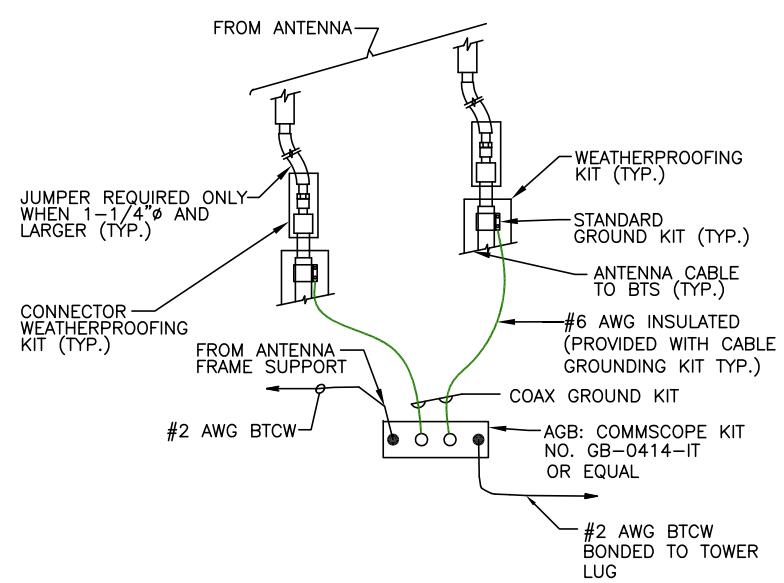 FROM ANTENNA
WEATHERPROOFING
KIT (TYP.)
JUMPER REQUIRED ONLY
WHEN 1-1/4"ø AND
LARGER (TYP.)
STANDARD
GROUND KIT (TYP.)
ANTENNA CABLE
TO BTS (TYP.)
CONNECTOR
WEATHERPROOFING
KIT (TYP.)
#6 AWG INSULATED
(PROVIDED WITH CABLE
GROUNDING KIT TYP.)
FROM ANTENNA
FRAME SUPPORT
COAX GROUND KIT
#2 AWG BTCW
AGB: COMMSCOPE KIT
NO. GB-0414-IT
OR EQUAL
#2 AWG BTCW
BONDED TO TOWER
LUG